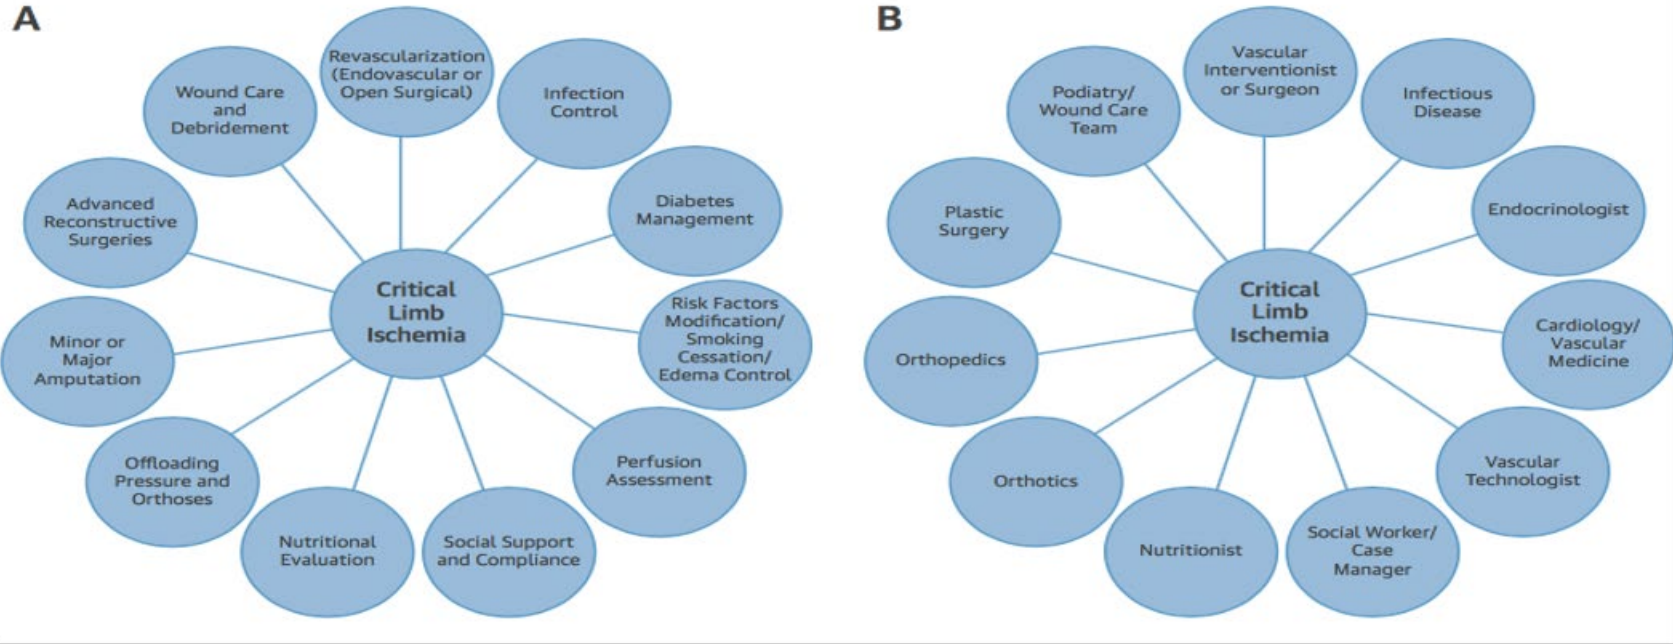 A
Revascularization
(Endovascular or
Open Surgical)
Infection
Control
Diabetes
Management
Risk Factors
Modification/
Smoking
Cessation/
Edema Control
Perfusion
Assessment
Social Support
and Compliance
Nutritional
Evaluation
Offloading
Pressure and
Orthoses
Minor or
Major
Amputation
Advanced
Reconstructive
Surgeries
Wound Care
and
Debridement
Critical
Limb
Ischemia
B
Vascular
Interventionist
or Surgeon
Infectious
Disease
Endocrinologist
Cardiology/
Vascular
Medicine
Vascular
Technologist
Social Worker/
Case
Manager
Nutritionist
Orthotics
Orthopedics
Plastic
Surgery
Podiatry/
Wound Care
Team
Critical
Limb
Ischemia